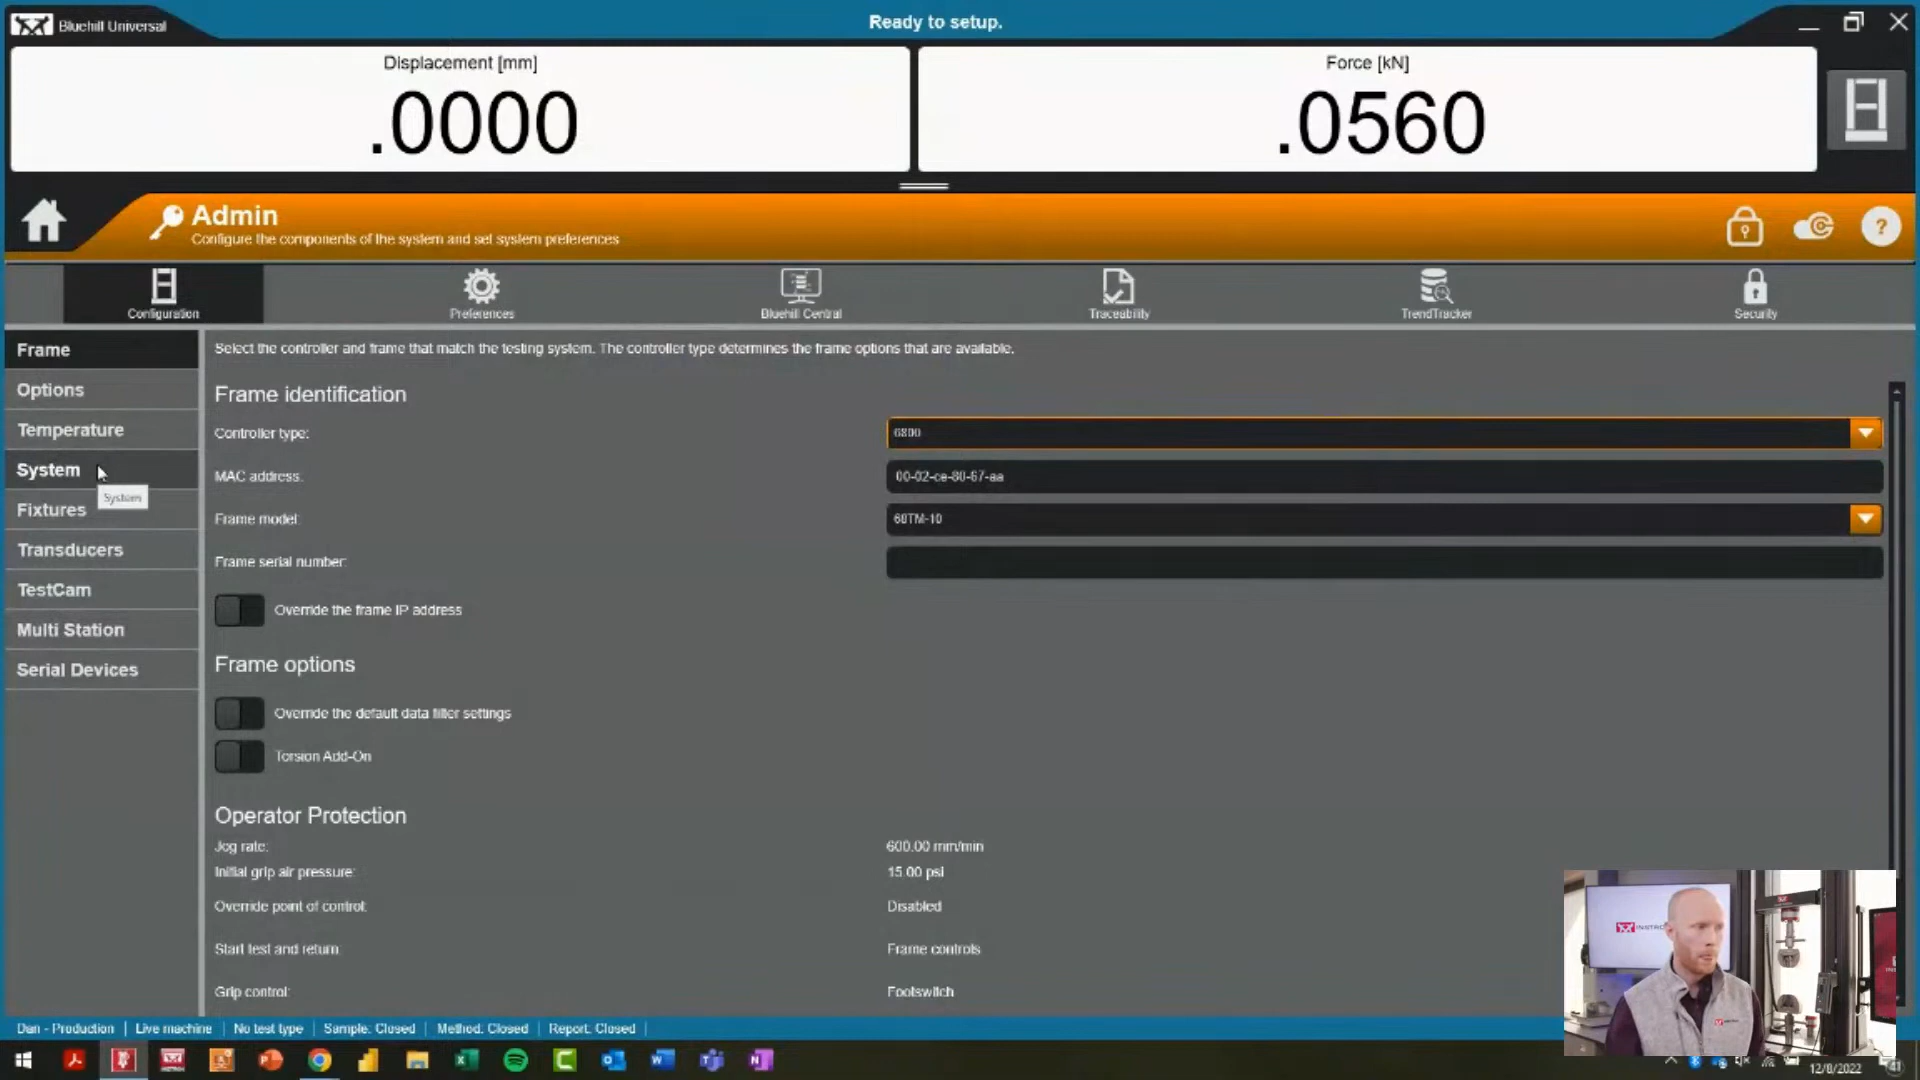 Bluehill Universal
Ready to setup.
Displacement [mm]
.0000
Force [kN]
.0560
Admin
Configure the components of the system and set system preferences
Configuration
Preferences
Bluehill Central
Traceability
TrendTracker
Security
Frame
Options
Temperature
System
System
Fixtures
Transducers
TestCam
Multi Station
Serial Devices
Select the controller and frame that match the testing system. The controller type determines the frame options that are available.
Frame identification
Controller type:
6800
MAC address:
00-02-ce-80-67-aa
Frame model:
68TM-10
Frame serial number:
Override the frame IP address
Frame options
Override the default data filter settings
Torsion Add-On
Operator Protection
Jog rate:
600.00 mm/min
Initial grip air pressure:
15.00 psi
Override point of control:
Disabled
Start test and return:
Frame controls
Grip control:
Footswitch
Dan - Production
Live machine
No test type
Sample: Closed
Method: Closed
Report: Closed
12/8/2022